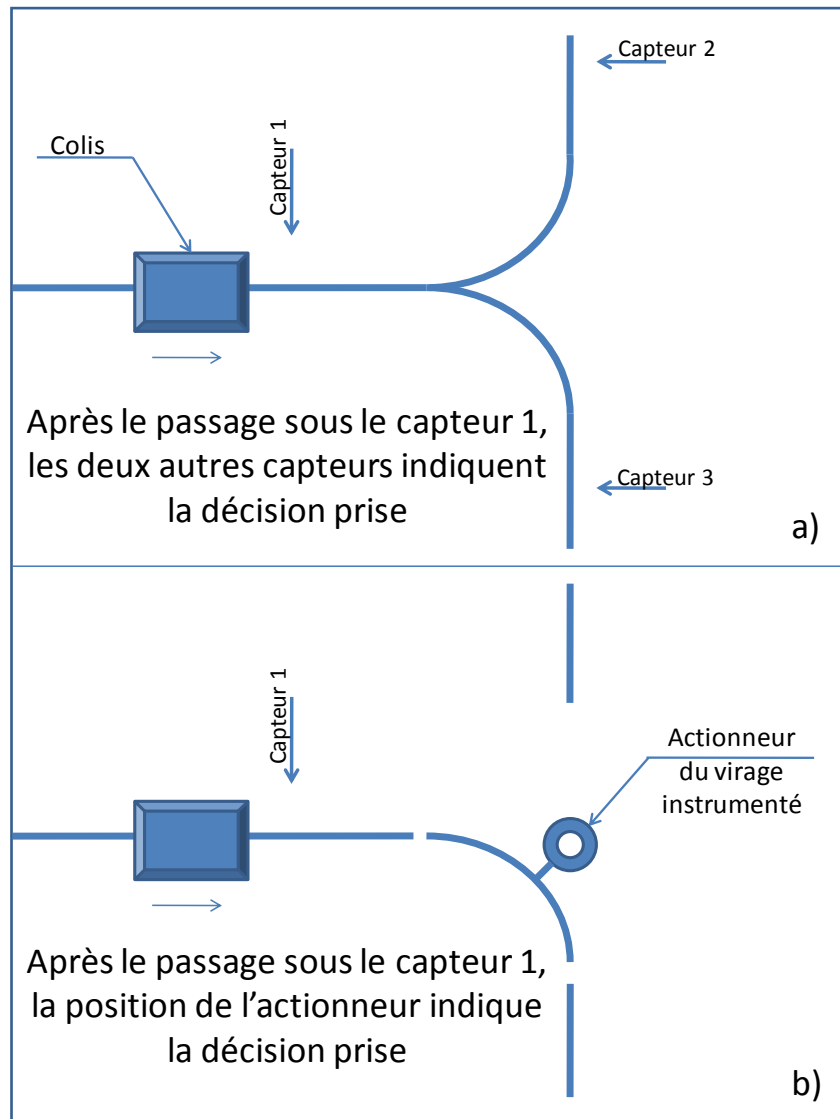 Capteur 2
Capteur 1
Colis
Après le passage sous le capteur 1,
les deux autres capteurs indiquent
la décision prise
Capteur 3
a)
Capteur 1
Actionneur
du virage
instrumenté
Après le passage sous le capteur 1,
la position de l'actionneur indique
la décision prise
b)